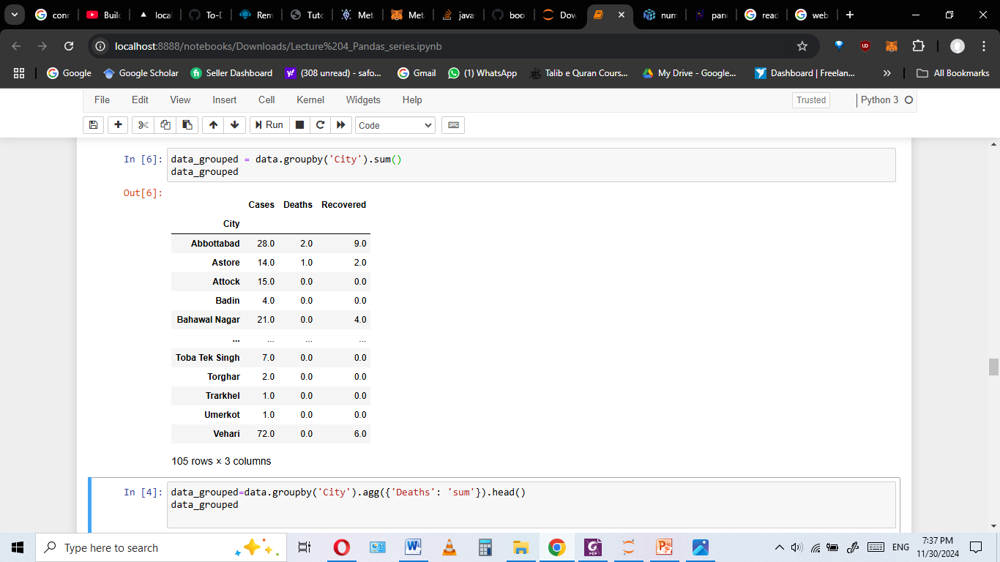 conn
Build
local
To-D
Rem
Tuto
Met
Met
java
boo
Dow
num
pan
read
web
localhost:8888/notebooks/Downloads/Lecture%204_Pandas_series.ipynb
UD
Google
Google Scholar
Seller Dashboard
(308 unread) - safo...
Gmail
(1) WhatsApp
Talib e Quran Cours...
My Drive - Google...
Dashboard | Freelan...
»
All Bookmarks
File Edit View Insert Cell Kernel Widgets Help
Trusted
Python 3
Run
Code
In [6]: data_grouped = data.groupby('City').sum()
data_grouped
Out[6]:
Cases Deaths Recovered
City
Abbottabad 28.0 2.0 9.0
Astore 14.0 1.0 2.0
Attock 15.0 0.0 0.0
Badin 4.0 0.0 0.0
Bahawal Nagar 21.0 0.0 4.0
... ... ... ...
Toba Tek Singh 7.0 0.0 0.0
Torghar 2.0 0.0 0.0
Trarkhel 1.0 0.0 0.0
Umerkot 1.0 0.0 0.0
Vehari 72.0 0.0 6.0
105 rows × 3 columns
In [4]: data_grouped=data.groupby('City').agg({'Deaths': 'sum'}).head()
data_grouped
Type here to search
ENG
7:37 PM
11/30/2024